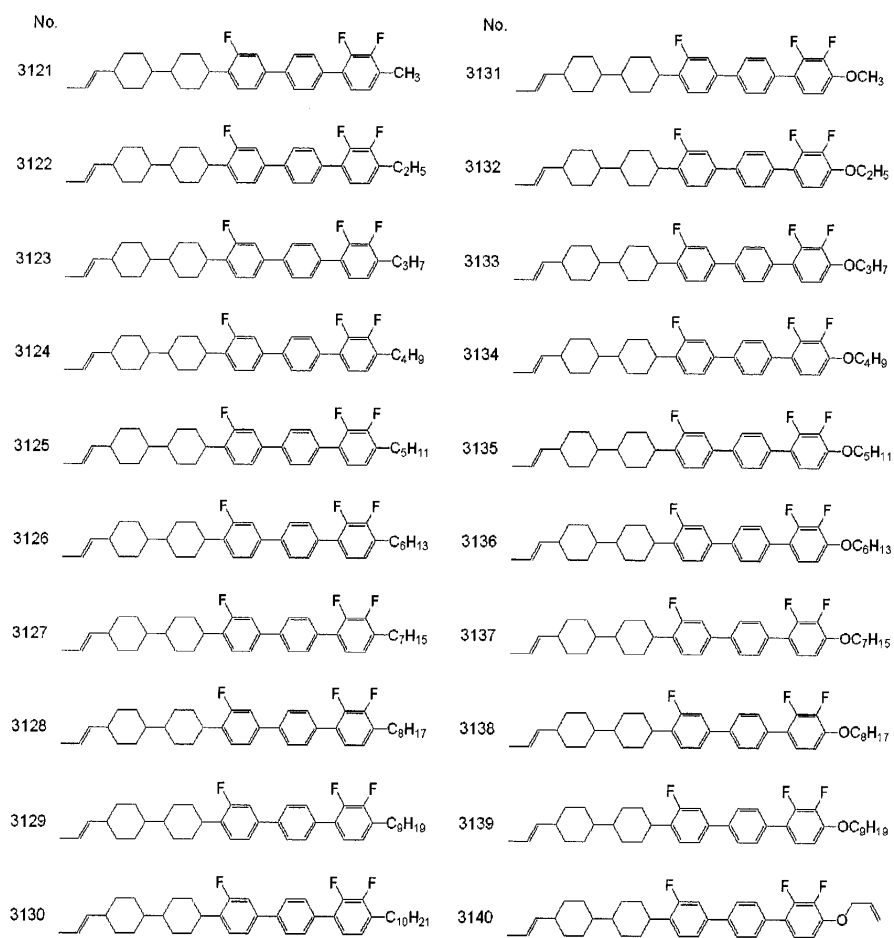 No.
F F F
3121 CH3
F F F
3122 C2H5
F F F
3123 C3H7
F F F
3124 C4H9
F F F
3125 C5H11
F F F
3126 C6H13
F F F
3127 C7H15
F F F
3128 C8H17
F F F
3129 C9H19
F F F
3130 C10H21
No.
F F F
3131 OCH3
F F F
3132 OC2H5
F F F
3133 OC3H7
F F F
3134 OC4H9
F F F
3135 OC5H11
F F F
3136 OC6H13
F F F
3137 OC7H15
F F F
3138 OC8H17
F F F
3139 OC9H19
F F F
3140 O